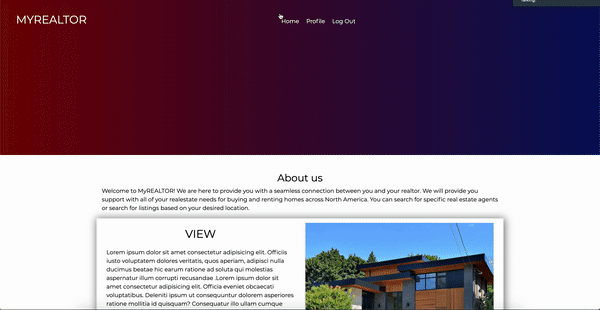 MYREALTOR
Home Profile Log Out
About us
Welcome to MyREALTOR! We are here to provide you with a seamless connection between you and your realtor. We will provide you
support with all of your realestate needs for buying and renting homes across North America. You can search for specific real estate agents
or search for listings based on your desired location.
VIEW
Lorem ipsum dolor sit amet consectetur adipisicing elit. Officiis
iusto voluptatem dolores veritatis, quos aperiam, adipisci nulla
ducimus beatae hic earum ratione ad soluta qui molestias
aspernatur illum corrupti recusandae .Lorem ipsum dolor sit
amet consectetur adipisicing elit. Officia eveniet obcaecati
voluptatibus. Deleniti ipsum ut consequuntur dolorem asperiores
ratione mollitia id quisquam? Consequatur illo ullam cumque